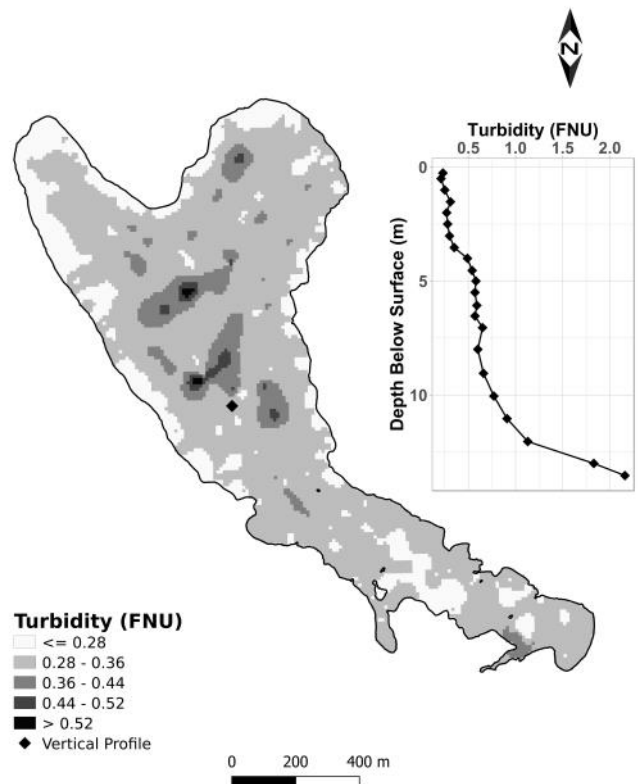 N
Turbidity (FNU)
0.5 1.0 1.5 2.0
0
5
10
Depth Below Surface (m)
Turbidity (FNU)
<= 0.28
0.28 - 0.36
0.36 - 0.44
0.44 - 0.52
> 0.52
Vertical Profile
0 200 400 m